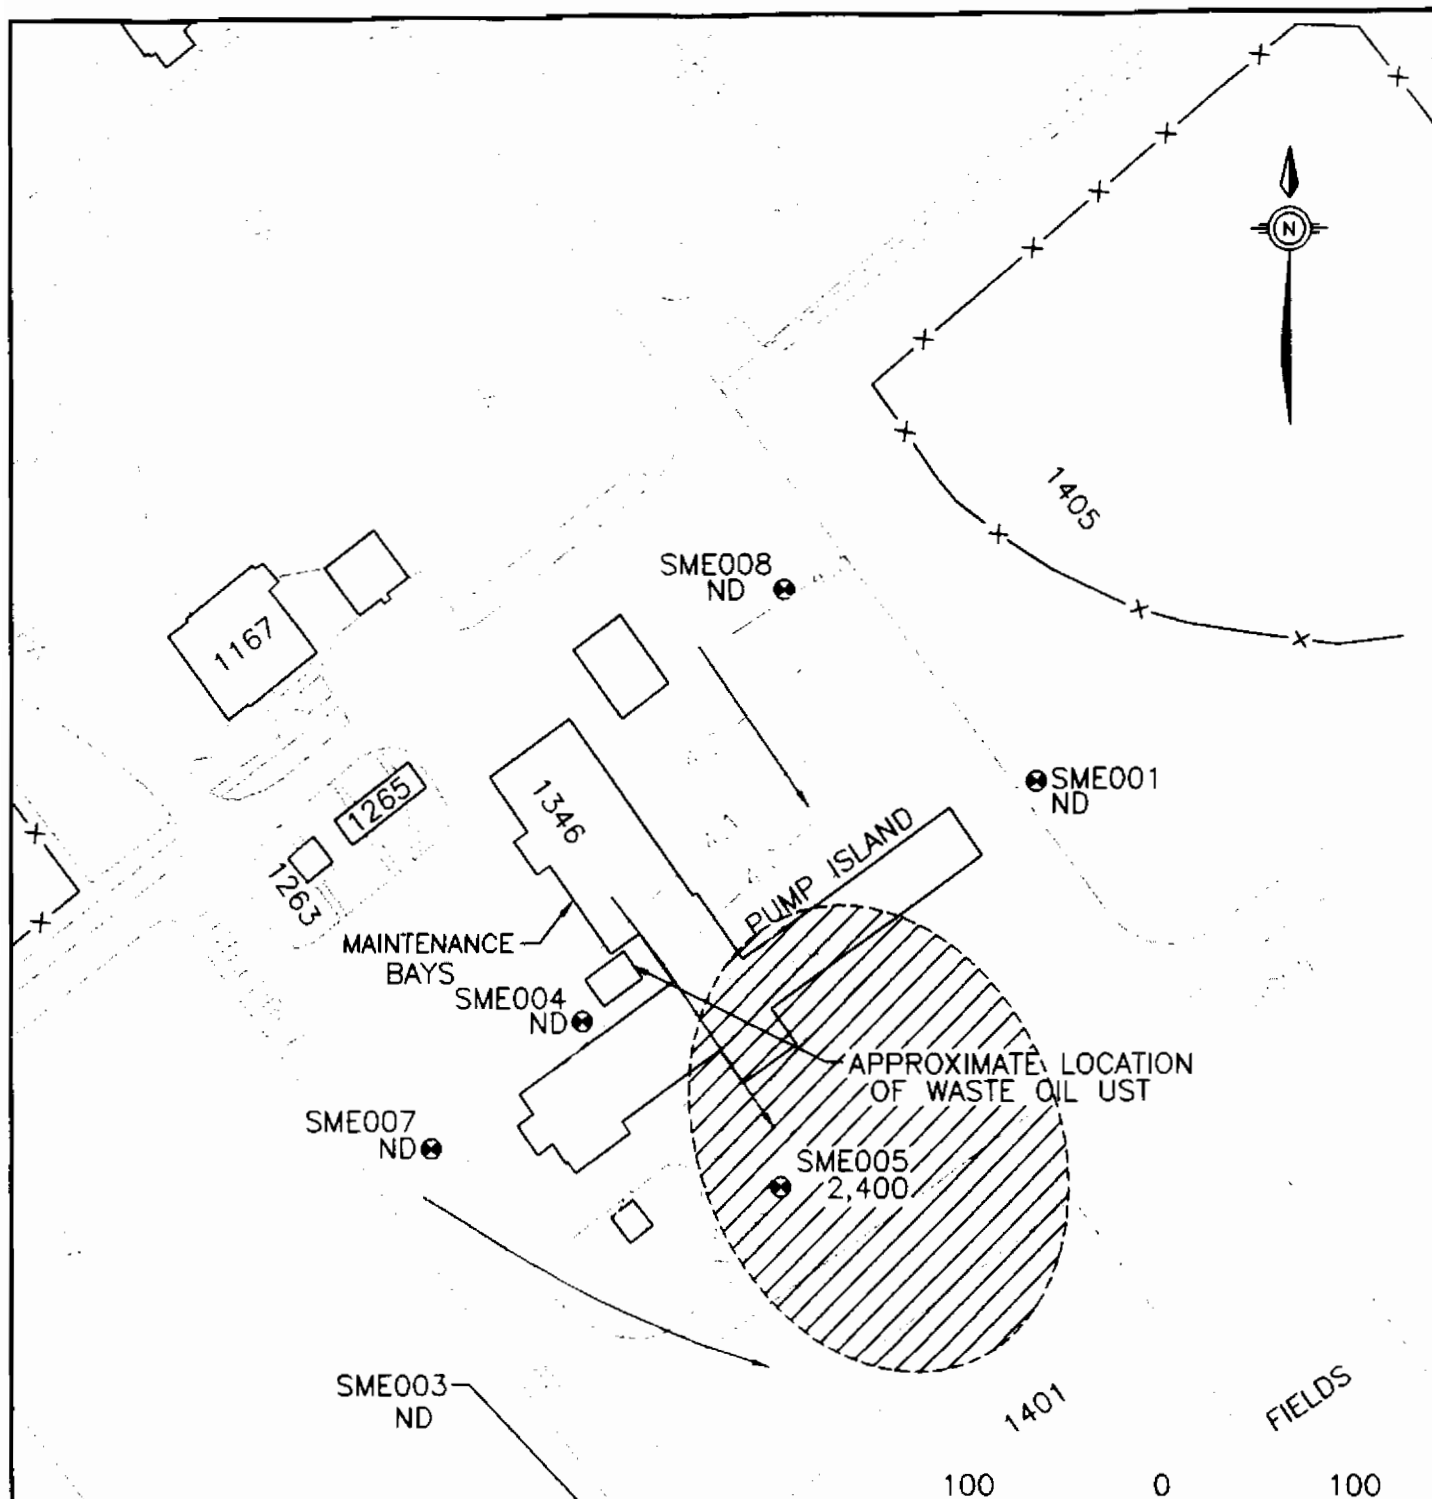 N
1405
SME008
ND
1167
SME001
ND
1265
1346
1263
PUMP ISLAND
MAINTENANCE
BAYS
SME004
ND
APPROXIMATE LOCATION
OF WASTE OIL UST
SME007
ND
SME005
2,400
SME003
ND
1401
FIELDS
100 0 100